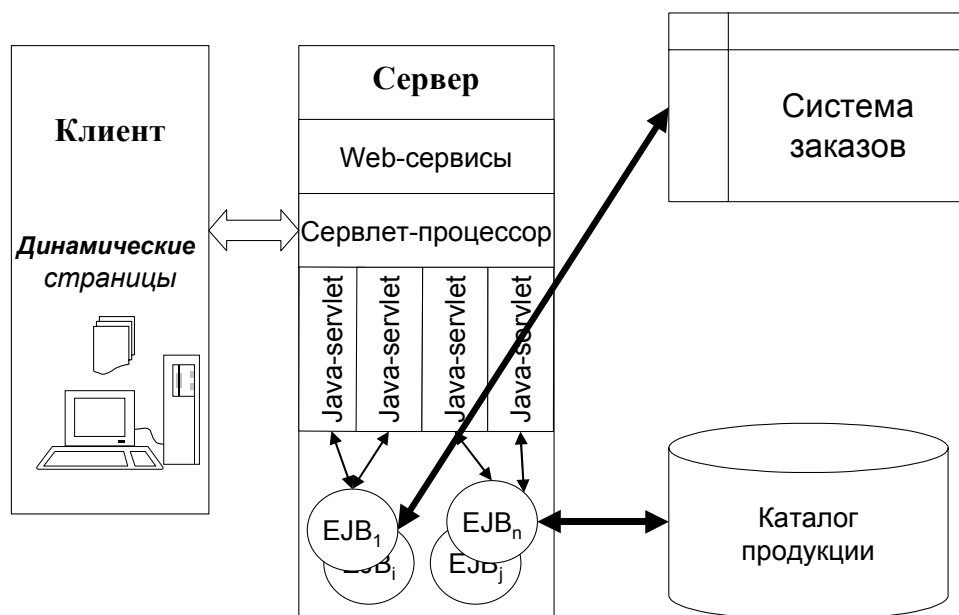 Клиент
Динамические
страницы
Сервер
Web-сервисы
Сервлет-процессор
Java-servlet
Java-servlet
Java-servlet
Java-servlet
EJB1
EJBi
EJBn
EJBj
Система
заказов
Каталог
продукции